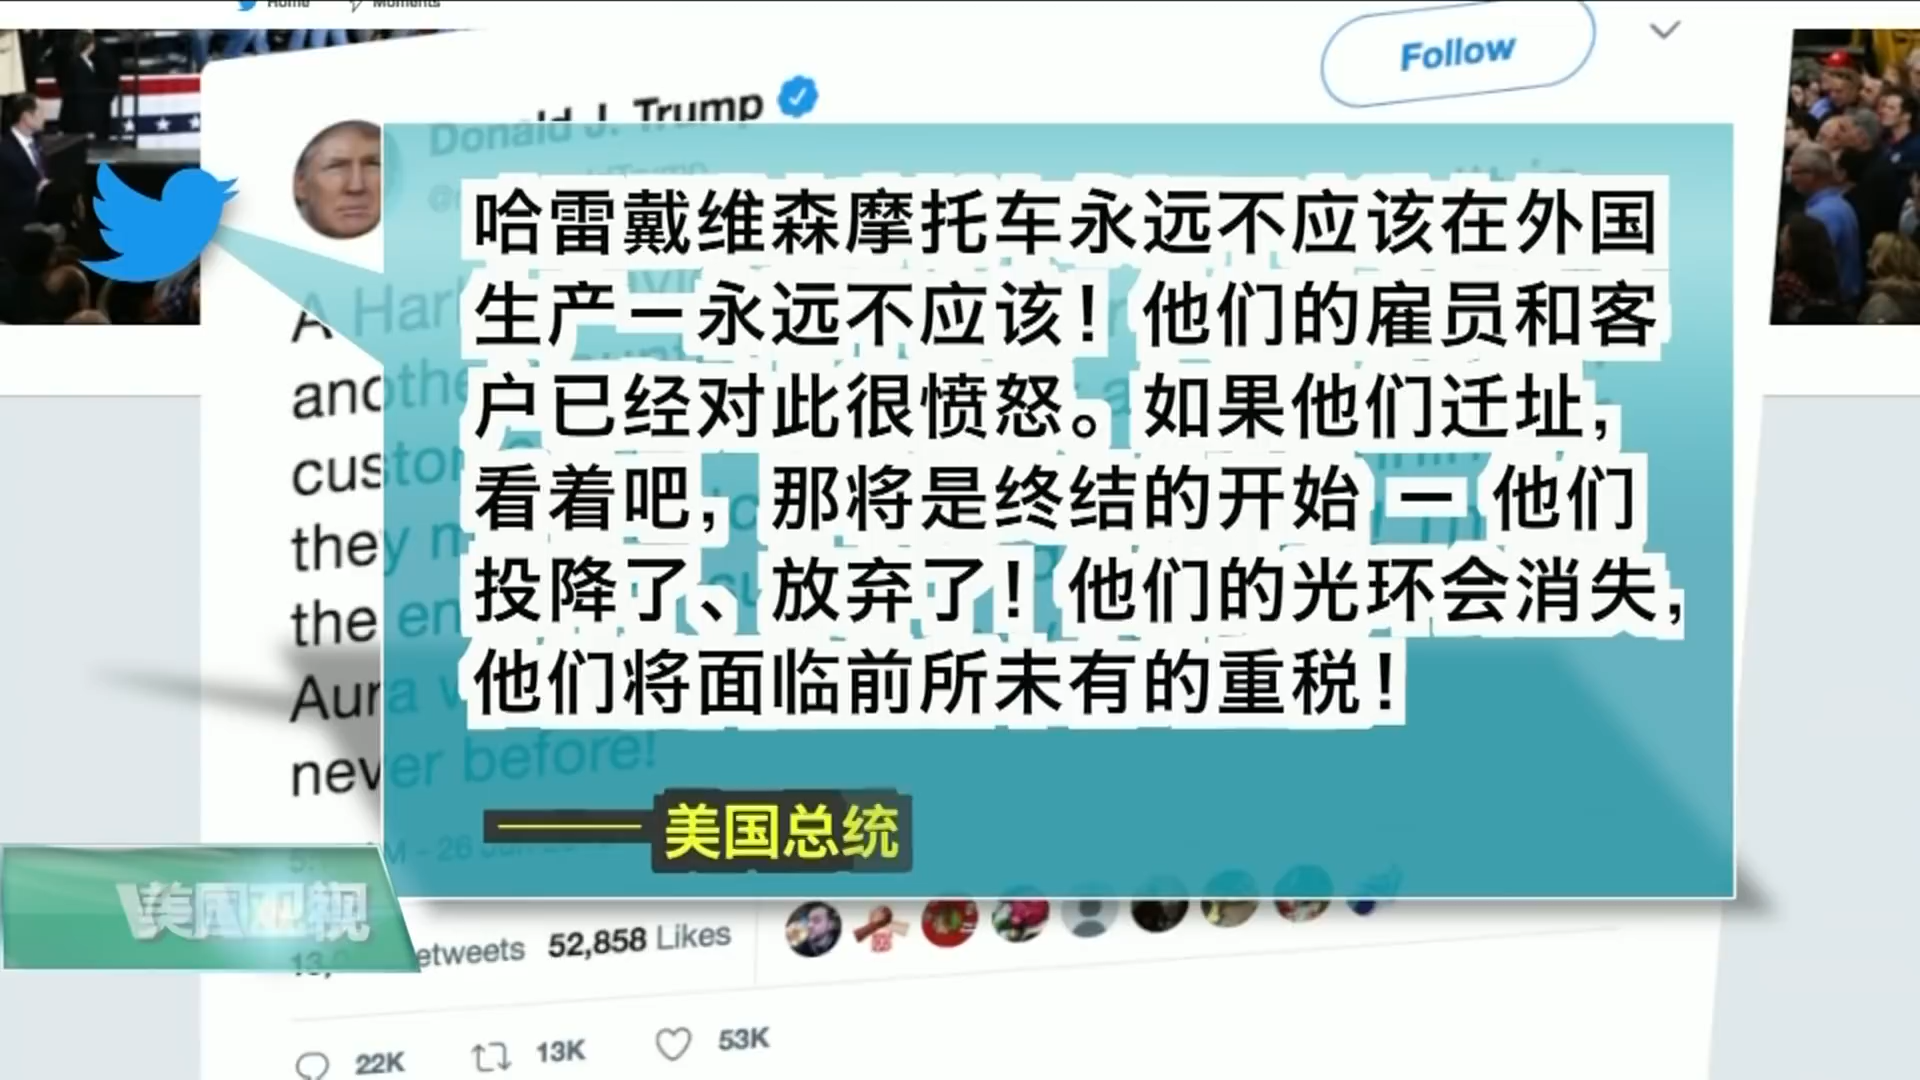 Home Moments
Follow
Donald J. Trump
哈雷戴维森摩托车永远不应该在外国
生产－永远不应该！他们的雇员和客
户已经对此很愤怒。如果他们迁址，
看着吧，那将是终结的开始 － 他们
投降了、放弃了！他们的光环会消失，
他们将面临前所未有的重税！
—— 美国总统
A Harl
anothe
custo
they m
the en
Aura w
never before!
美国观视
etweets 52,858 Likes
22K 13K 53K